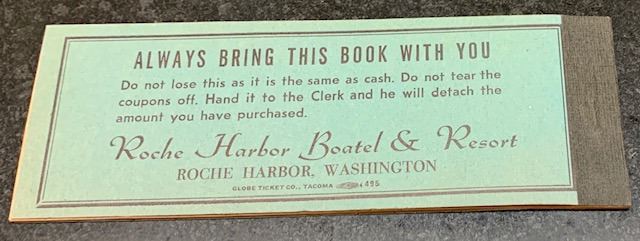 ALWAYS BRING THIS BOOK WITH YOU
Do not lose this as it is the same as cash. Do not tear the
coupons off. Hand it to the Clerk and he will detach the
amount you have purchased.
Roche Harbor Boatel & Resort
ROCHE HARBOR, WASHINGTON
GLOBE TICKET CO., TACOMA 495